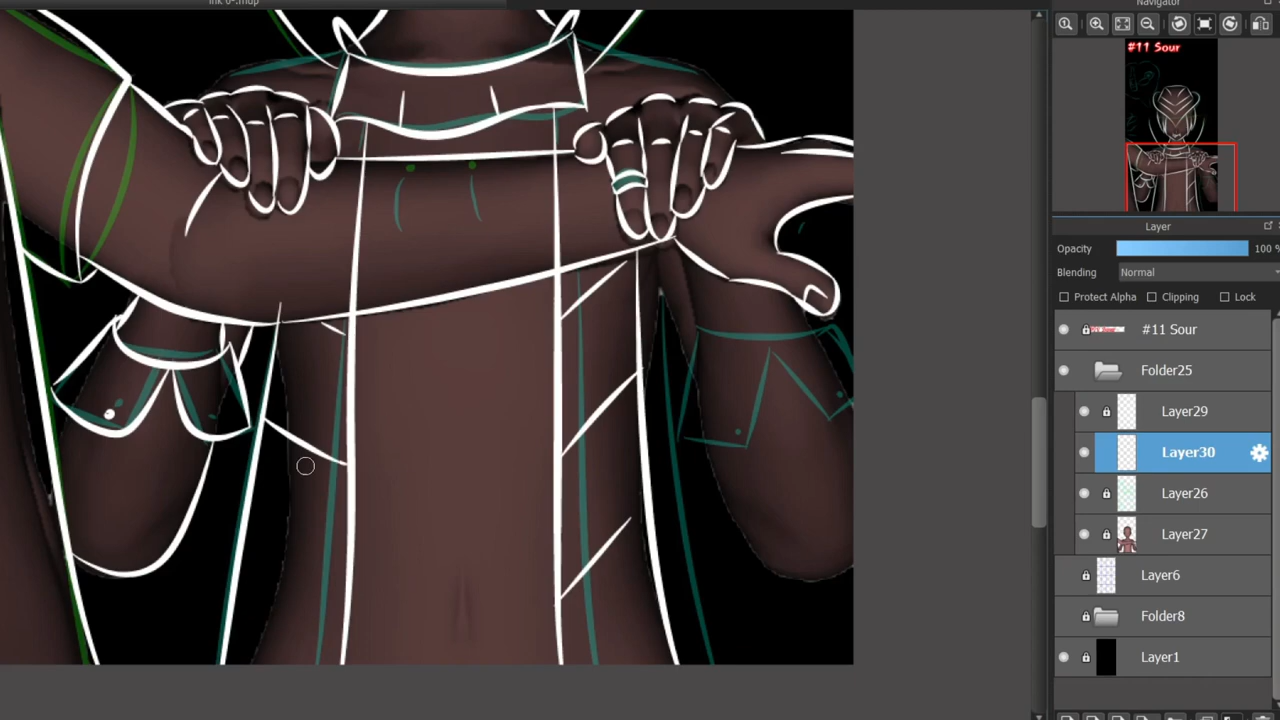 ink 6-.mdp
Navigator
#11 Sour
Layer
Opacity 100 %
Blending Normal
Protect Alpha Clipping Lock
#11 Sour
Folder25
Layer29
Layer30
Layer26
Layer27
Layer6
Folder8
Layer1